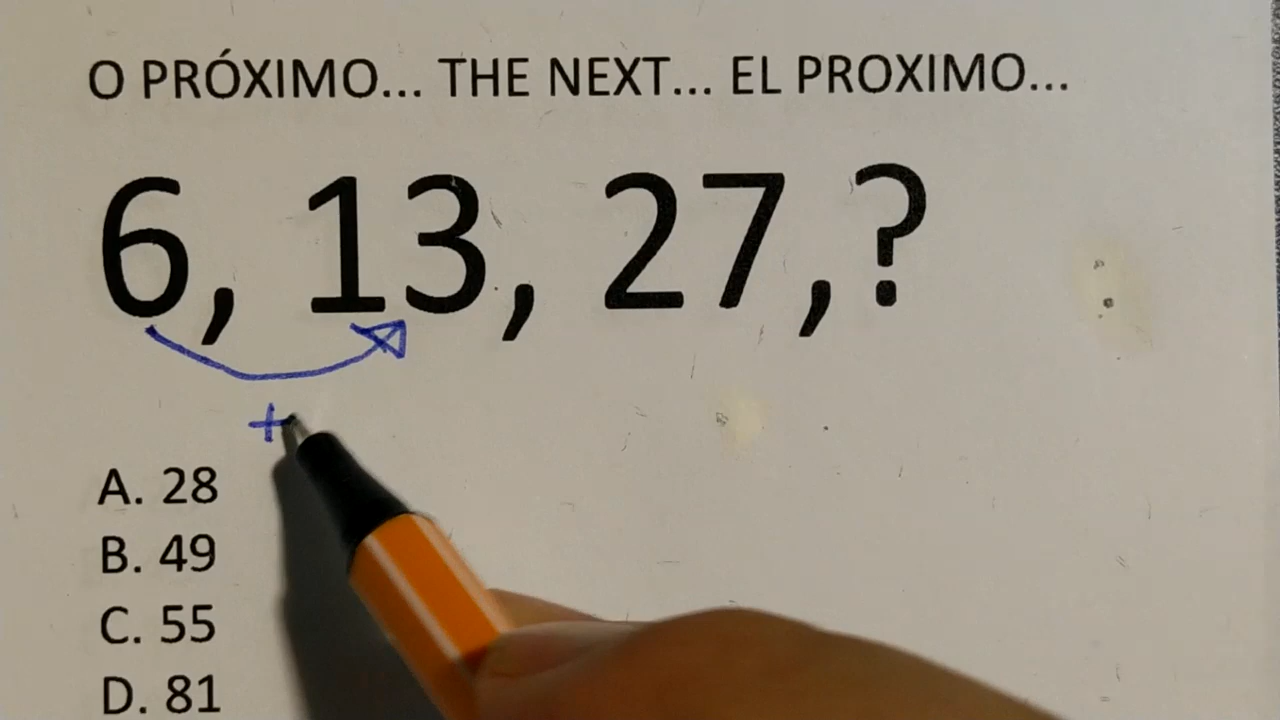 O PRÓXIMO... THE NEXT... EL PROXIMO...
6, 13, 27,?
+
A. 28
B. 49
C. 55
D. 81